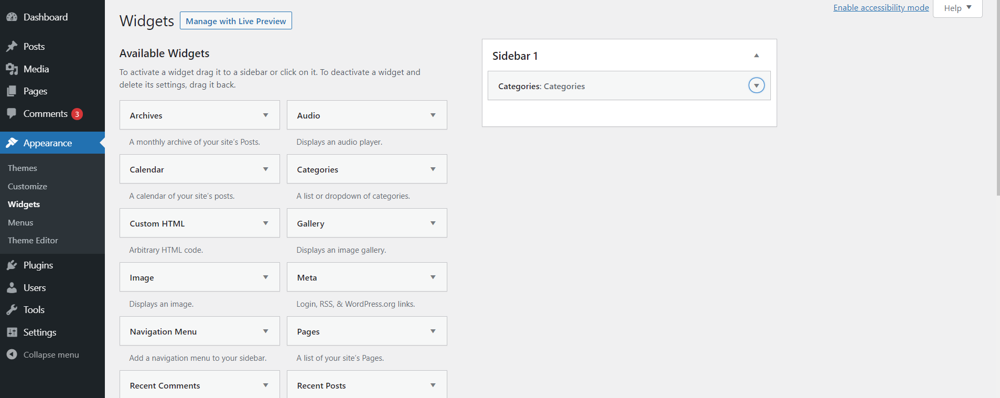 Dashboard
Posts
Media
Pages
Comments 3
Appearance
Themes
Customize
Widgets
Menus
Theme Editor
Plugins
Users
Tools
Settings
Collapse menu
Enable accessibility mode
Help
Widgets
Manage with Live Preview
Available Widgets
To activate a widget drag it to a sidebar or click on it. To deactivate a widget and
delete its settings, drag it back.
Archives
A monthly archive of your site’s Posts.
Audio
Displays an audio player.
Calendar
A calendar of your site’s posts.
Categories
A list or dropdown of categories.
Custom HTML
Arbitrary HTML code.
Gallery
Displays an image gallery.
Image
Displays an image.
Meta
Login, RSS, & WordPress.org links.
Navigation Menu
Add a navigation menu to your sidebar.
Pages
A list of your site’s Pages.
Recent Comments
Recent Posts
Sidebar 1
Categories: Categories